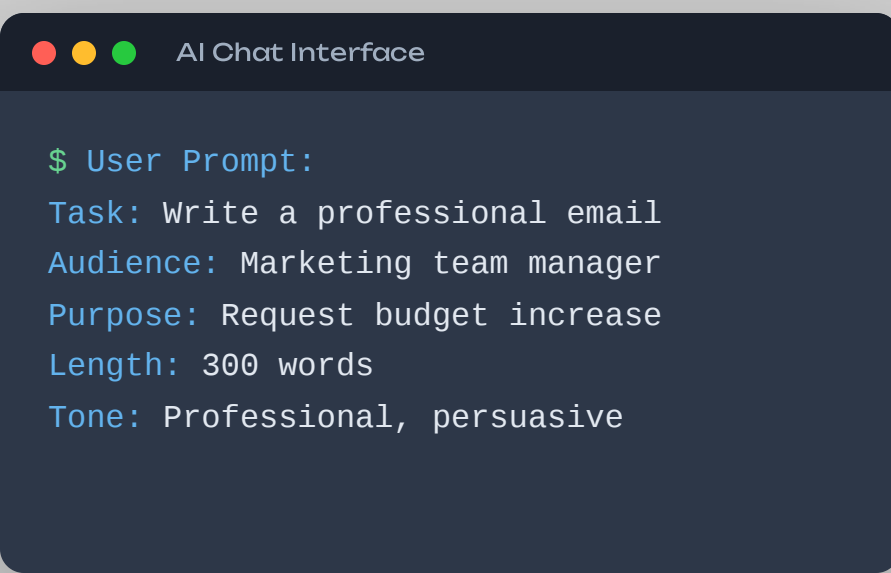 AI Chat Interface
$ User Prompt:
Task: Write a professional email
Audience: Marketing team manager
Purpose: Request budget increase
Length: 300 words
Tone: Professional, persuasive